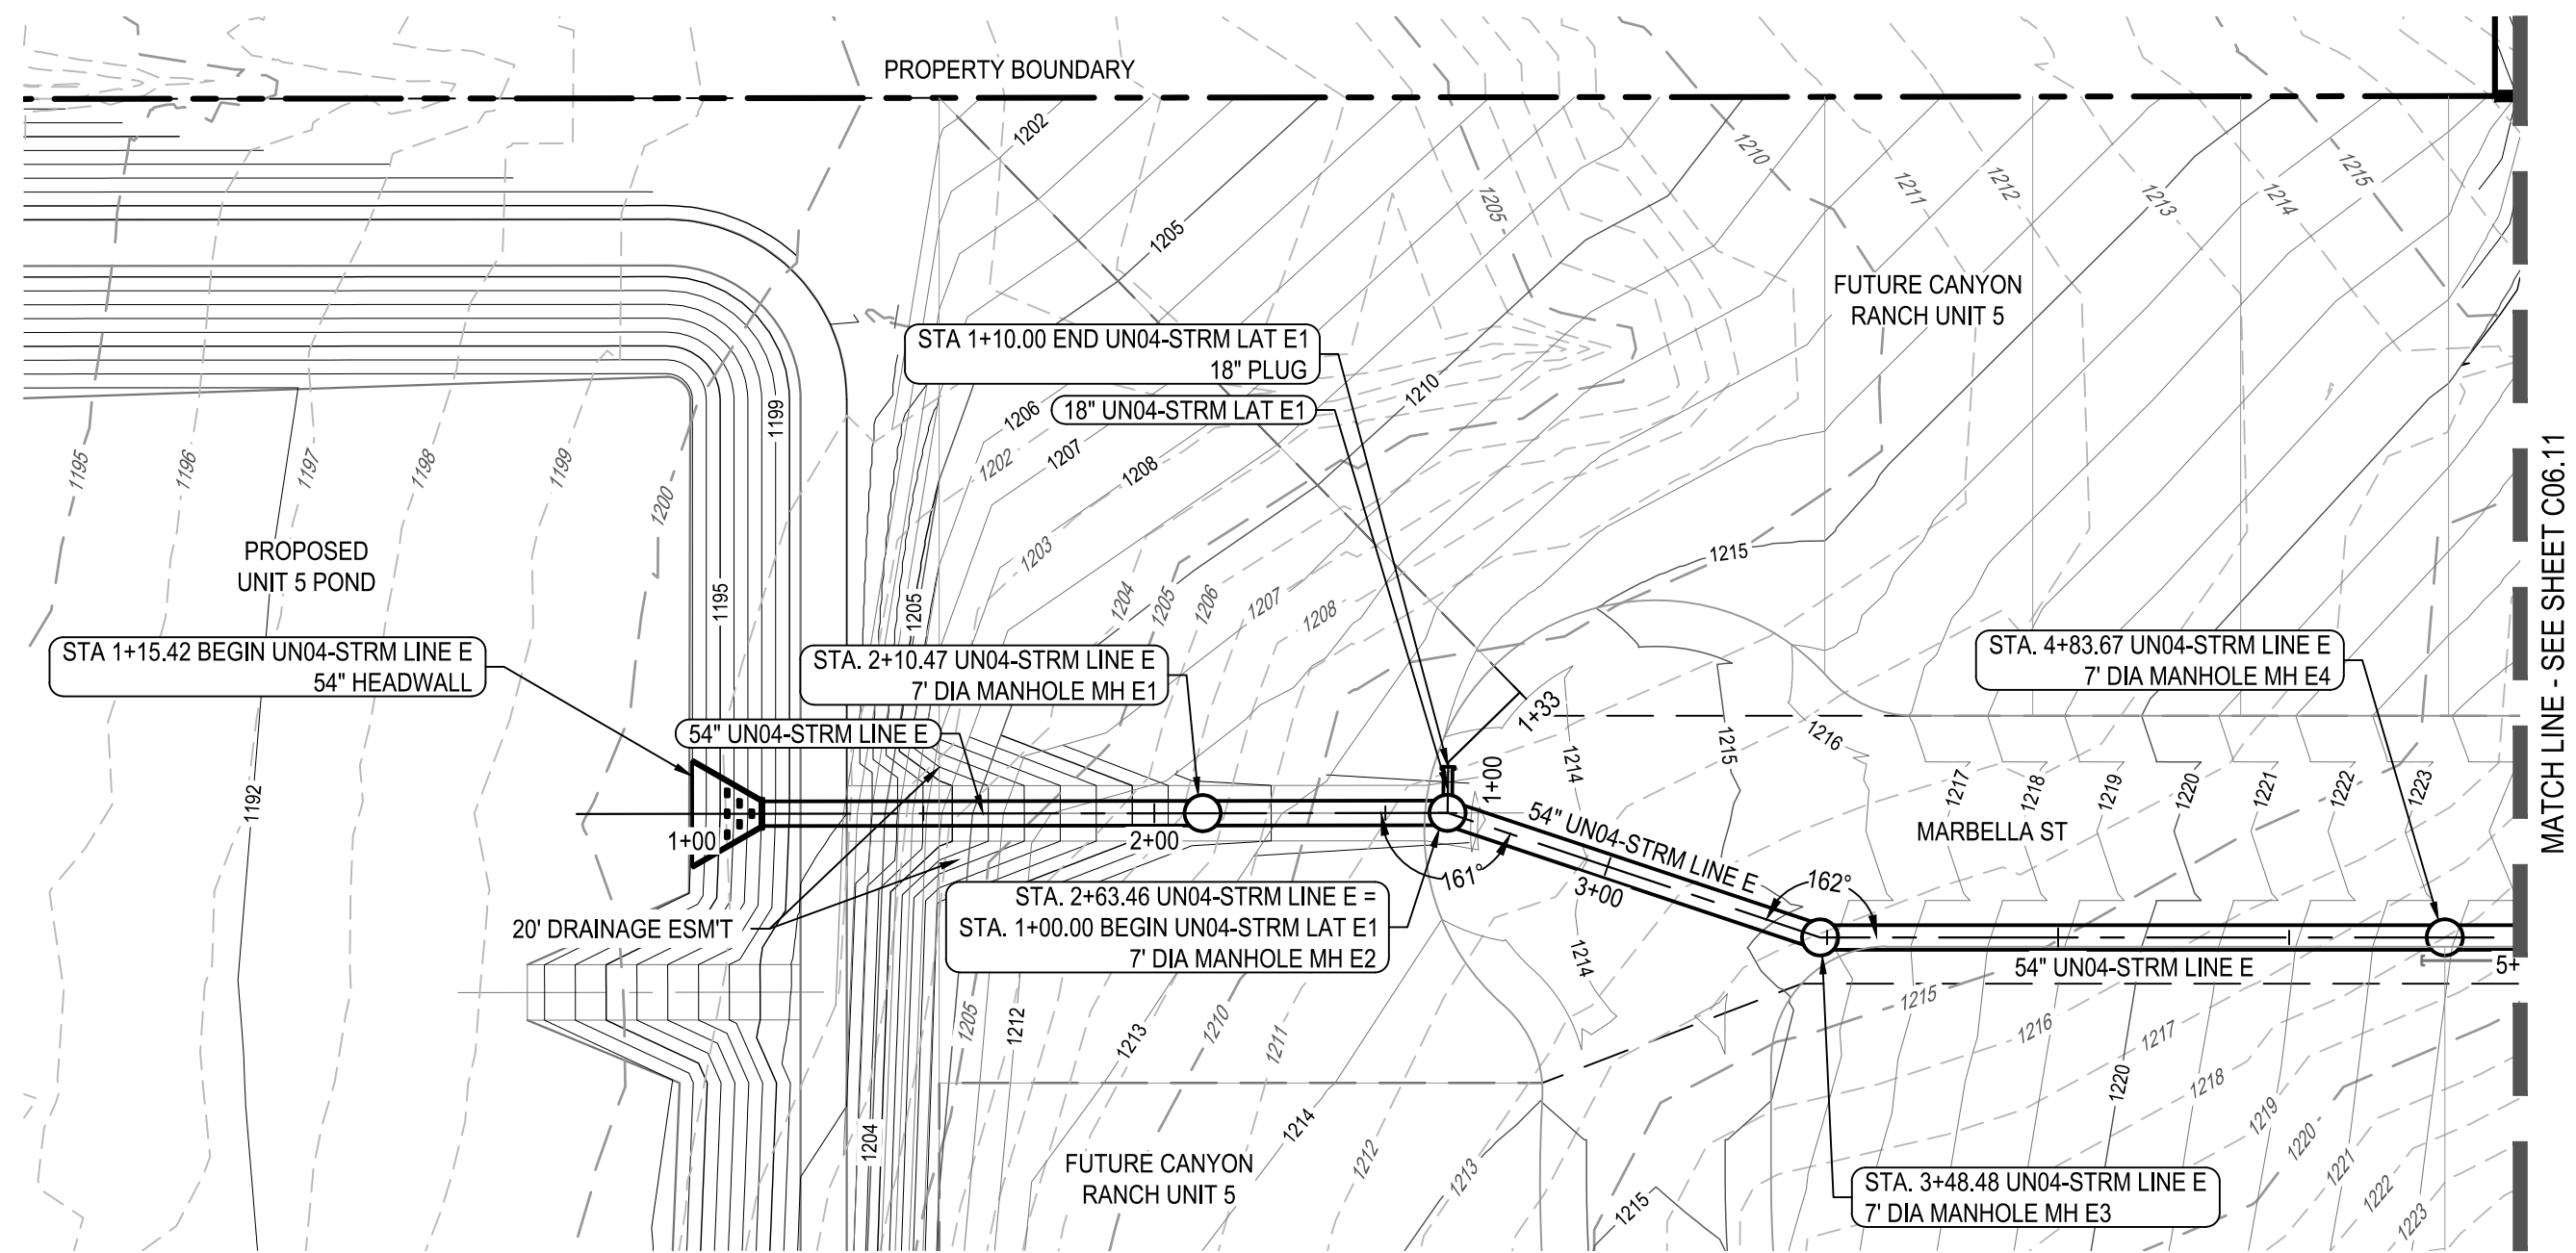 PROPERTY BOUNDARY
1202
1205
1205
1210
1211
1212
1213
1214
1215
FUTURE CANYON
RANCH UNIT 5
STA 1+10.00 END UN04-STRM LAT E1
18" PLUG
18" UN04-STRM LAT E1
1210
1206
1202
1207
1208
1203
1199
1195
1196
1197
1198
1199
1200
1195
1205
1204
1205
1206
1207
1208
1215
PROPOSED
UNIT 5 POND
MATCH LINE - SEE SHEET C06.11
STA 1+15.42 BEGIN UN04-STRM LINE E
54" HEADWALL
STA. 2+10.47 UN04-STRM LINE E
7' DIA MANHOLE MH E1
STA. 4+83.67 UN04-STRM LINE E
7' DIA MANHOLE MH E4
54" UN04-STRM LINE E
1+33
1+00
1214
1215
1216
1217
1218
1219
1220
1221
1222
1223
MARBELLA ST
1192
1+00
2+00
54" UN04-STRM LINE E
3+00
161°
162°
20' DRAINAGE ESM'T
STA. 2+63.46 UN04-STRM LINE E =
STA. 1+00.00 BEGIN UN04-STRM LAT E1
7' DIA MANHOLE MH E2
1214
54" UN04-STRM LINE E
5+
1205
1212
1213
1210
1211
1215
1216
1217
1218
1220
1219
1220
1221
1222
1223
1204
1214
1212
1213
1215
FUTURE CANYON
RANCH UNIT 5
STA. 3+48.48 UN04-STRM LINE E
7' DIA MANHOLE MH E3